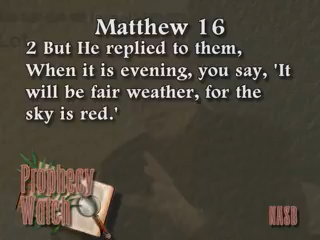 Matthew 16
2 But He replied to them,
When it is evening, you say, 'It
will be fair weather, for the
sky is red.'
Prophecy
Watch
NASB